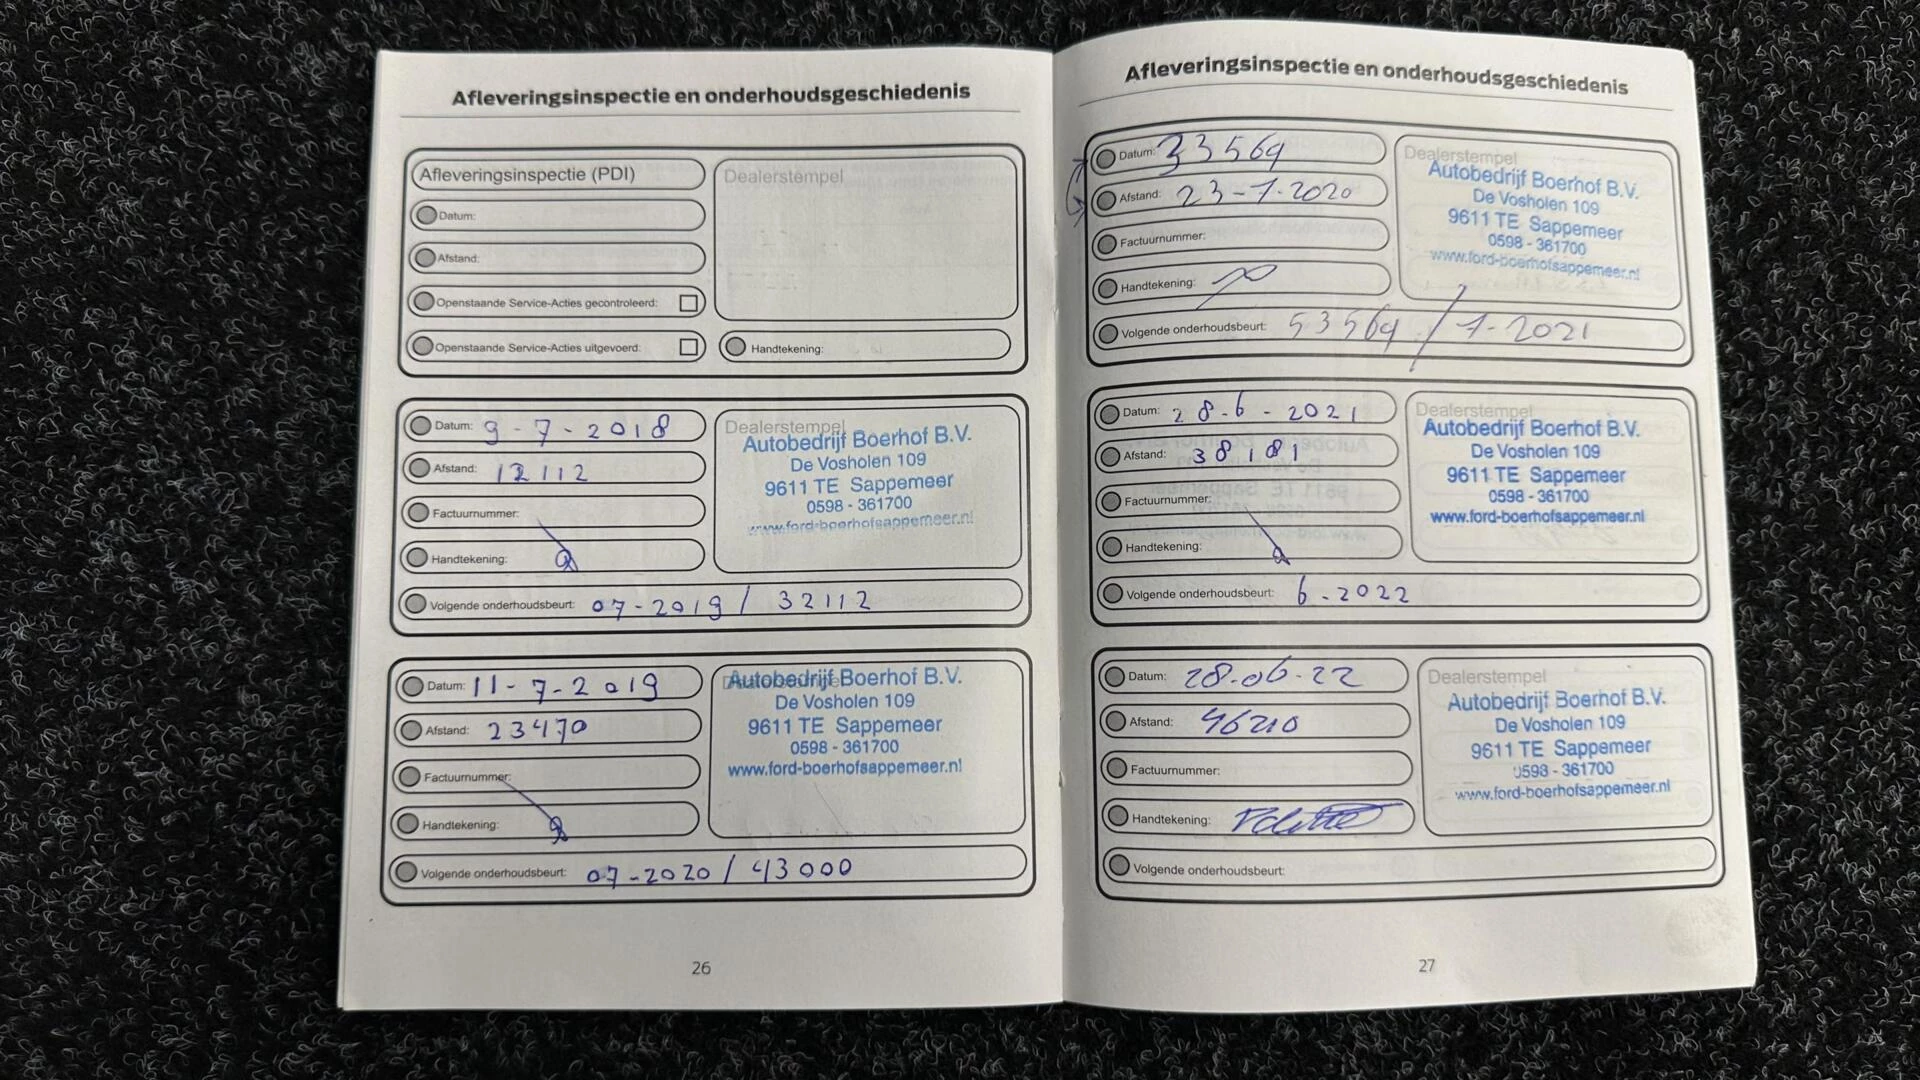 Afleveringsinspectie en onderhoudsgeschiedenis
Afleveringsinspectie (PDI)
Datum:
Afstand:
Openstaande Service-Acties gecontroleerd:
Openstaande Service-Acties uitgevoerd:
Dealerstempel
Handtekening:
Datum: 9-7-2018
Afstand: 12112
Factuurnummer:
Handtekening:
Dealerstempel
Autobedrijf Boerhof B.V.
De Vosholen 109
9611 TE Sappemeer
0598 - 361700
www.ford-boerhofsappemeer.nl
Volgende onderhoudsbeurt: 07-2019 / 32112
Datum: 11-7-2019
Afstand: 23470
Factuurnummer:
Handtekening:
Autobedrijf Boerhof B.V.
De Vosholen 109
9611 TE Sappemeer
0598 - 361700
www.ford-boerhofsappemeer.nl
Volgende onderhoudsbeurt: 07-2020 / 43000
26
Afleveringsinspectie en onderhoudsgeschiedenis
Datum: 33569
Afstand: 23-7-2020
Factuurnummer:
Handtekening:
Dealerstempel
Autobedrijf Boerhof B.V.
De Vosholen 109
9611 TE Sappemeer
0598 - 361700
www.ford-boerhofsappemeer.nl
Volgende onderhoudsbeurt: 53569 / 7-2021
Datum: 28-6-2021
Afstand: 38181
Factuurnummer:
Handtekening:
Dealerstempel
Autobedrijf Boerhof B.V.
De Vosholen 109
9611 TE Sappemeer
0598 - 361700
www.ford-boerhofsappemeer.nl
Volgende onderhoudsbeurt: 6-2022
Datum: 28-06-22
Afstand: 46210
Factuurnummer:
Handtekening:
Dealerstempel
Autobedrijf Boerhof B.V.
De Vosholen 109
9611 TE Sappemeer
0598 - 361700
www.ford-boerhofsappemeer.nl
Volgende onderhoudsbeurt:
27